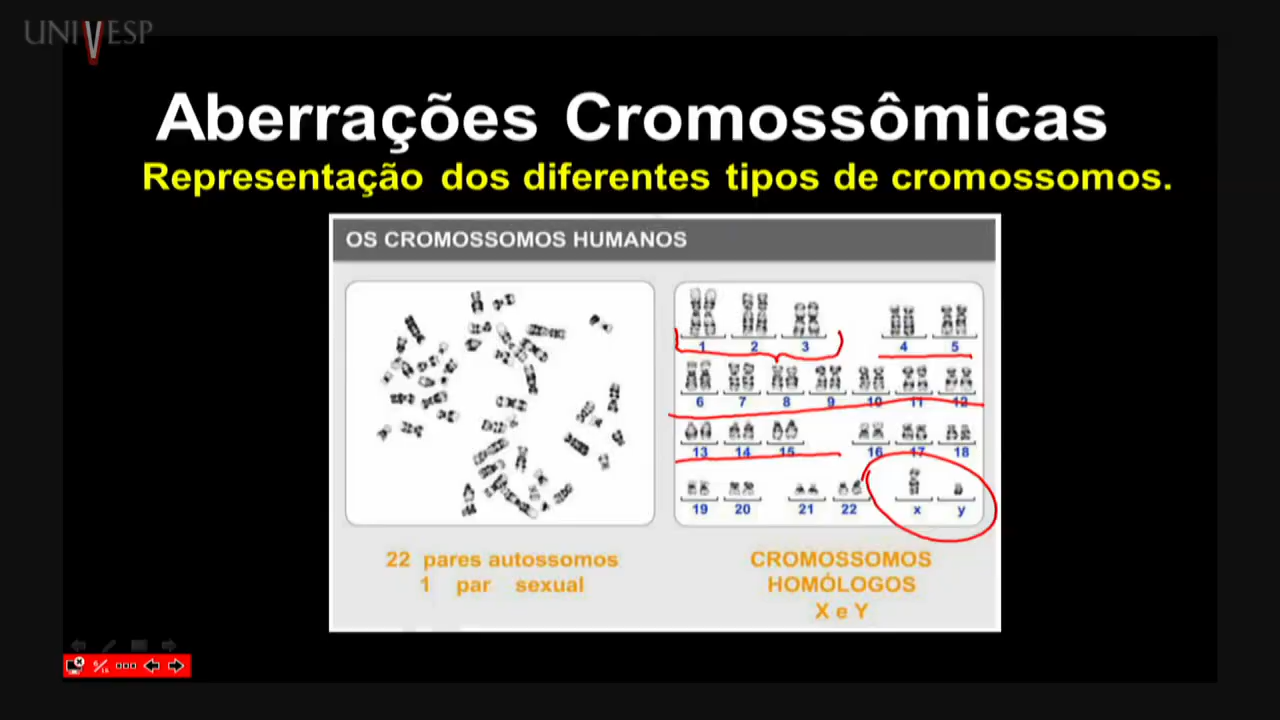 UNIVESP
Aberrações Cromossômicas
Representação dos diferentes tipos de cromossomos.
OS CROMOSSOMOS HUMANOS
1 2 3 4 5
6 7 8 9 10 11 12
13 14 15 16 17 18
19 20 21 22 x y
22 pares autossomos
1 par sexual
CROMOSSOMOS
HOMÓLOGOS
X e Y